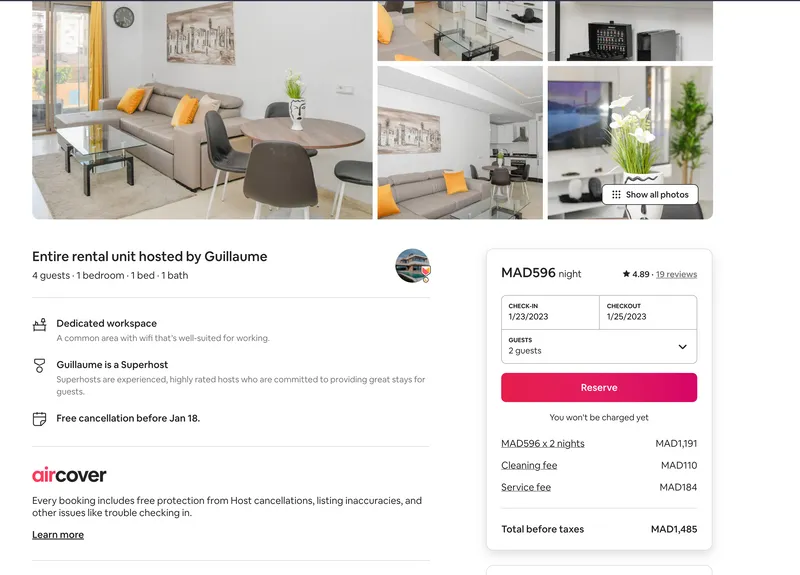 Show all photos
Entire rental unit hosted by Guillaume
4 guests · 1 bedroom · 1 bed · 1 bath
Dedicated workspace
A common area with wifi that's well-suited for working.
Guillaume is a Superhost
Superhosts are experienced, highly rated hosts who are committed to providing great stays for
guests.
Free cancellation before Jan 18.
aircover
Every booking includes free protection from Host cancellations, listing inaccuracies, and
other issues like trouble checking in.
Learn more
MAD596 night
★ 4.89 · 19 reviews
CHECK-IN
1/23/2023
CHECKOUT
1/25/2023
GUESTS
2 guests
Reserve
You won't be charged yet
MAD596 x 2 nights MAD1,191
Cleaning fee MAD110
Service fee MAD184
Total before taxes MAD1,485